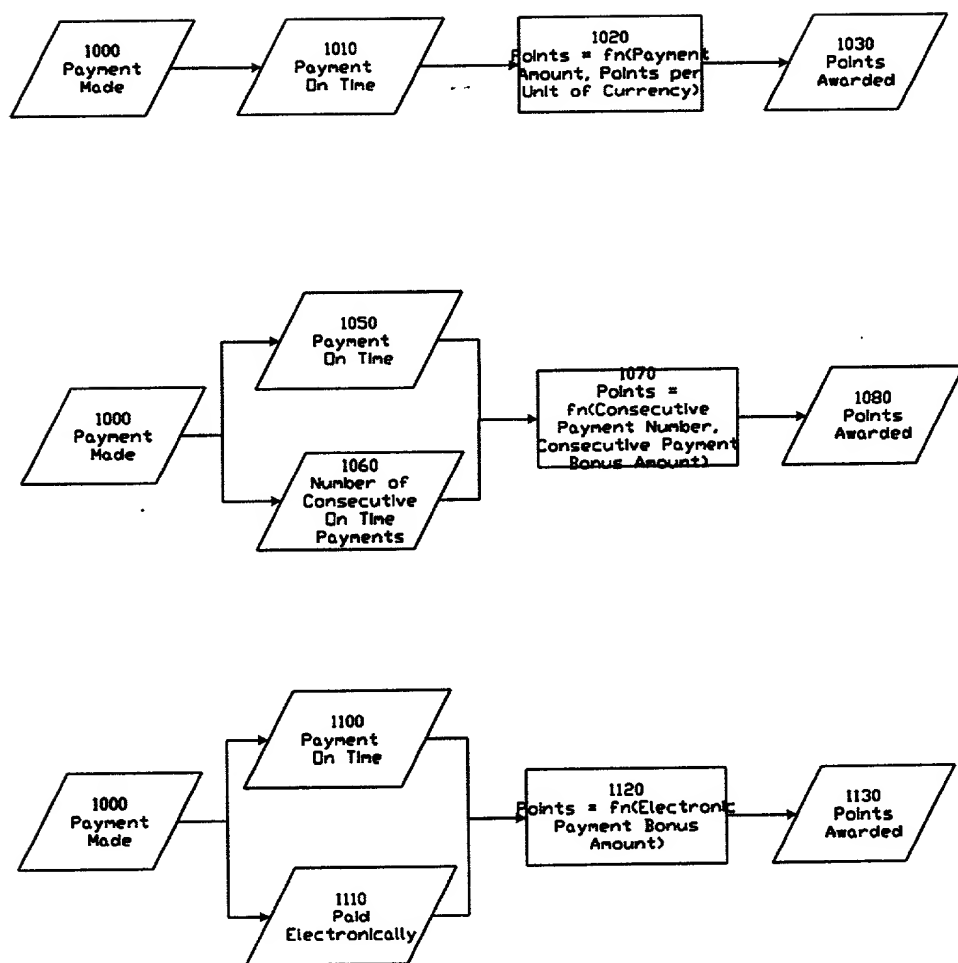 1000
Payment
Made
1010
Payment
On Time
1020
Points = fn(Payment
Amount, Points per
Unit of Currency)
1030
Points
Awarded
1050
Payment
On Time
1000
Payment
Made
1060
Number of
Consecutive
On Time
Payments
1070
Points =
fn(Consecutive
Payment Number,
Consecutive Payment
Bonus Amount)
1080
Points
Awarded
1100
Payment
On Time
1000
Payment
Made
1110
Paid
Electronically
1120
Points = fn(Electronic
Payment Bonus
Amount)
1130
Points
Awarded